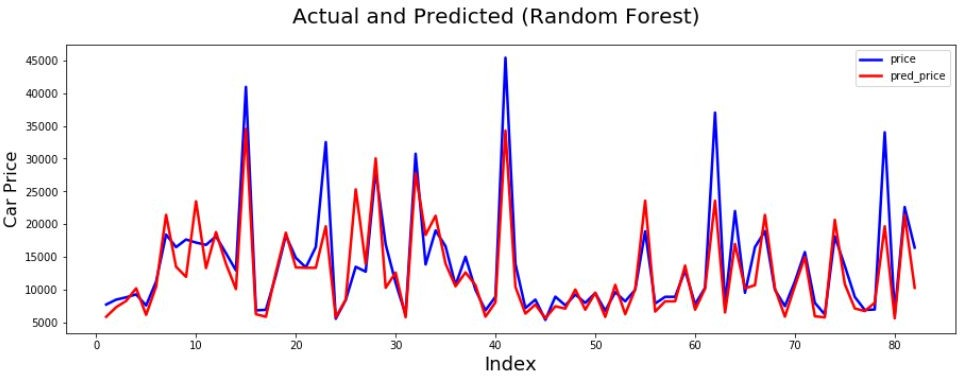 Actual and Predicted (Random Forest)
price
pred_price
Car Price
45000
40000
35000
30000
25000
20000
15000
10000
5000
0 10 20 30 40 50 60 70 80
Index